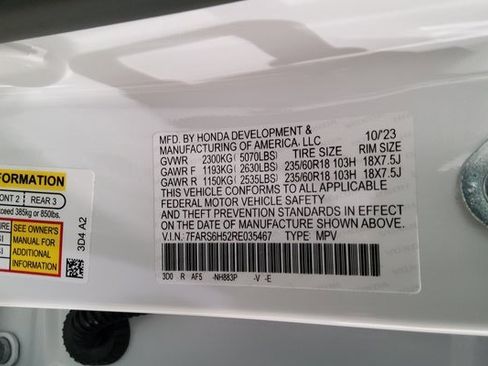 MFD. BY HONDA DEVELOPMENT & 10/'23
MANUFACTURING OF AMERICA, LLC
GVWR 2300KG(5070LBS) TIRE SIZE RIM SIZE
GAWR F 1193KG(2630LBS) 235/60R18 103H 18X7.5J
GAWR R 1150KG(2535LBS) 235/60R18 103H 18X7.5J
THIS VEHICLE CONFORMS TO ALL APPLICABLE
FEDERAL MOTOR VEHICLE SAFETY
AND THEFT PREVENTION STANDARDS IN EFFECT
ON THE DATE OF MANUFACTURE SHOWN ABOVE.
V.I.N. 7FARS6H52RE035467 TYPE MPV
3D0 R AF5 -NH883P -V -E
FORMATION
ONT 2 REAR 3
ceed 385kg or 850lbs.
SEE OWNER'S
MANUAL FOR
ADDITIONAL
INFORMATION
3D4 A2